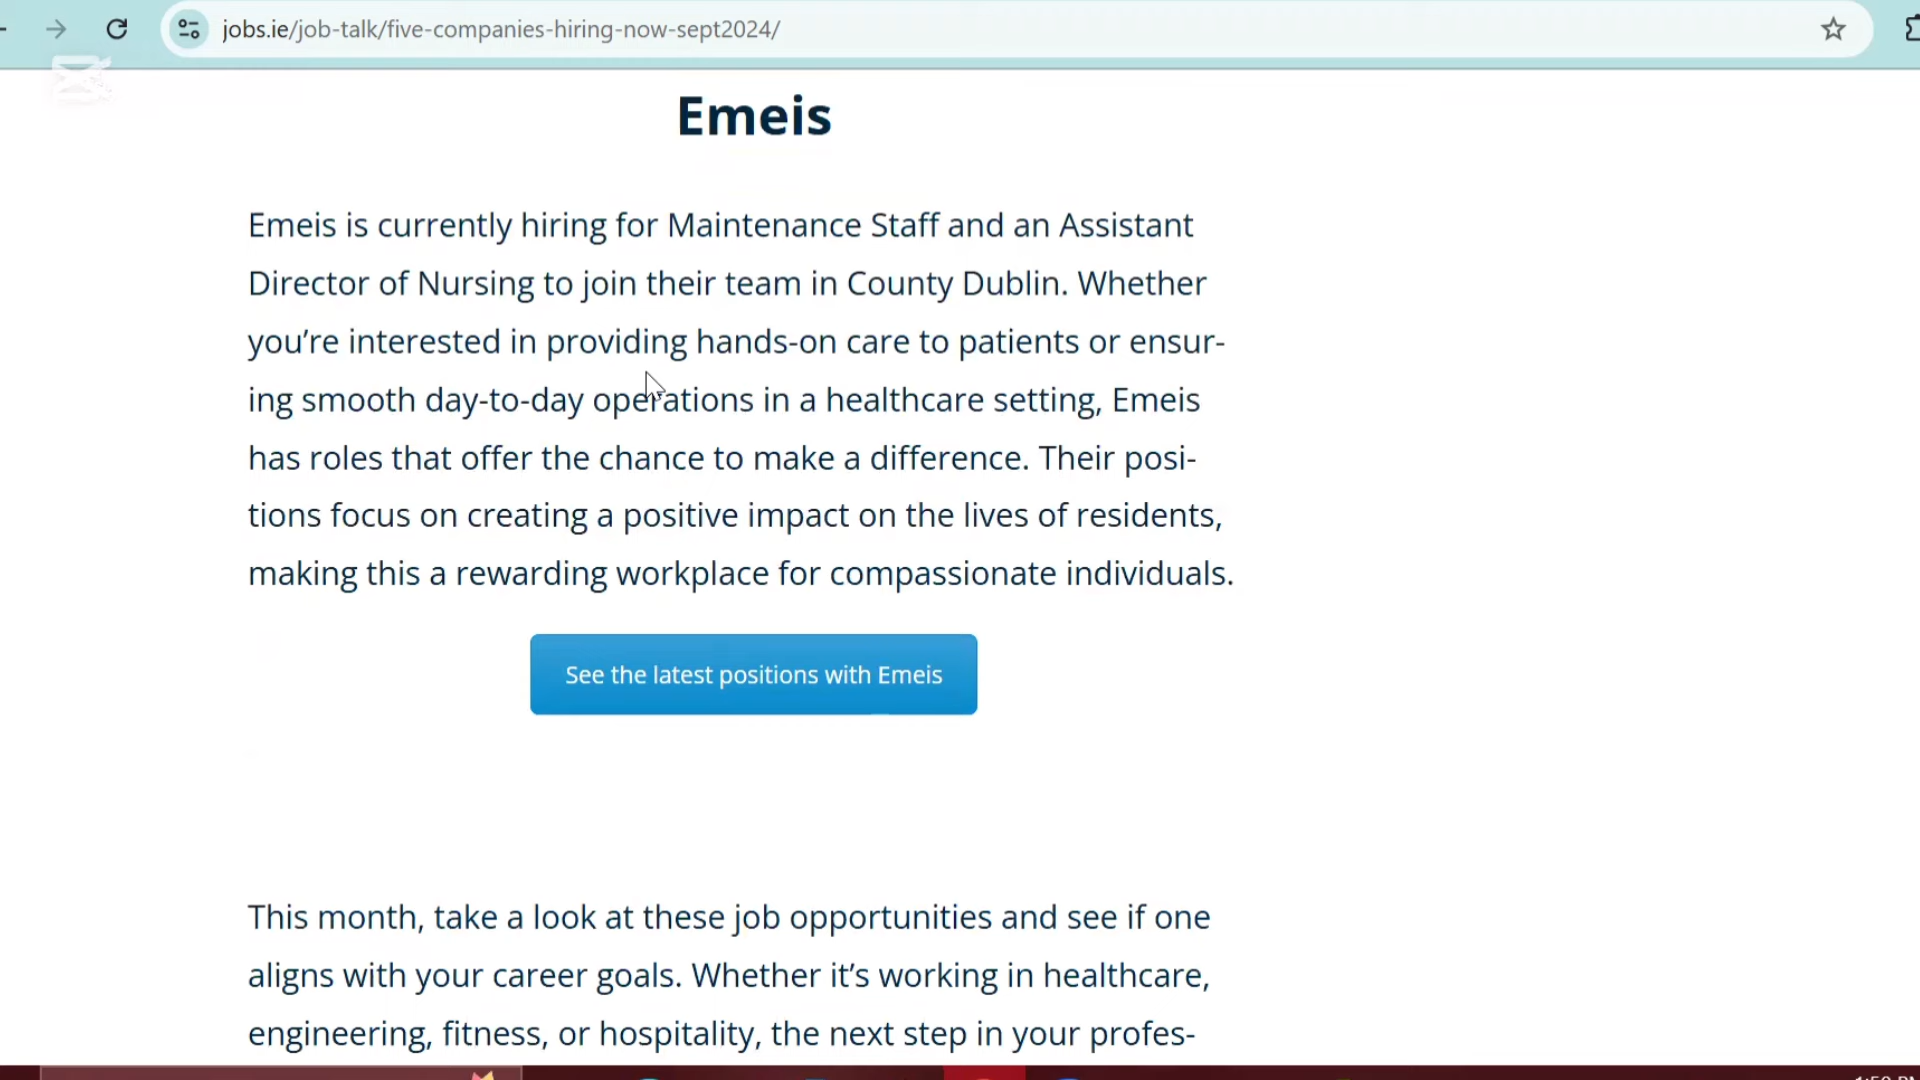 jobs.ie/job-talk/five-companies-hiring-now-sept2024/
Emeis
Emeis is currently hiring for Maintenance Staff and an Assistant
Director of Nursing to join their team in County Dublin. Whether
you’re interested in providing hands-on care to patients or ensur-
ing smooth day-to-day operations in a healthcare setting, Emeis
has roles that offer the chance to make a difference. Their posi-
tions focus on creating a positive impact on the lives of residents,
making this a rewarding workplace for compassionate individuals.
See the latest positions with Emeis
This month, take a look at these job opportunities and see if one
aligns with your career goals. Whether it’s working in healthcare,
engineering, fitness, or hospitality, the next step in your profes-